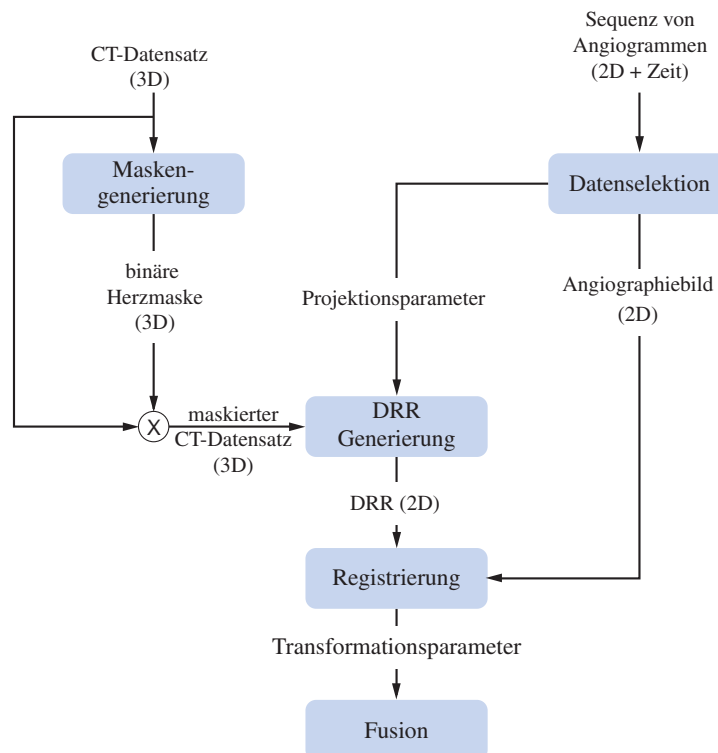 CT-Datensatz
(3D)
Sequenz von
Angiogrammen
(2D + Zeit)
Masken-
generierung
Datenselektion
binäre
Herzmaske
(3D)
Projektionsparameter
Angiographiebild
(2D)
X
maskierter
CT-Datensatz
(3D)
DRR
Generierung
DRR (2D)
Registrierung
Transformationsparameter
Fusion